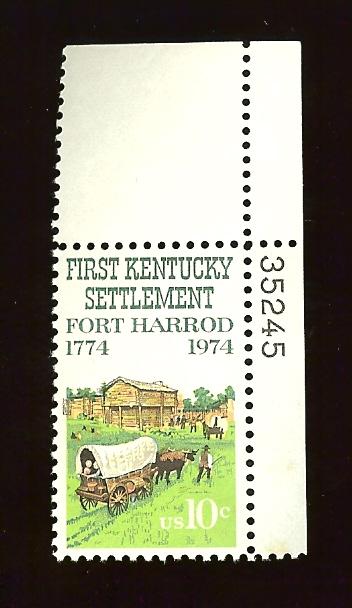 FIRST KENTUCKY
SETTLEMENT
FORT HARROD
1774 1974
US 10c
35245